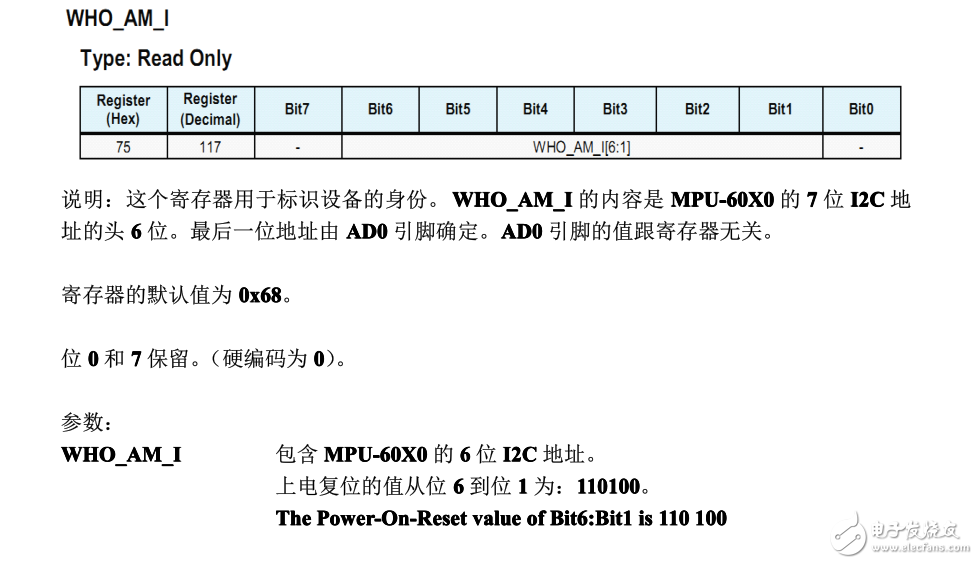 WHO_AM_I
Type: Read Only
Register (Hex) Register (Decimal) Bit7 Bit6 Bit5 Bit4 Bit3 Bit2 Bit1 Bit0
75 117 - WHO_AM_I[6:1] -
说明：这个寄存器用于标识设备的身份。 WHO_AM_I 的内容是 MPU-60X0 的 7 位 I2C 地
址的头 6 位。最后一位地址由 AD0 引脚确定。AD0 引脚的值跟寄存器无关。
寄存器的默认值为 0x68。
位 0 和 7 保留。（硬编码为 0）。
参数：
WHO_AM_I 包含 MPU-60X0 的 6 位 I2C 地址。
上电复位的值从位 6 到位 1 为：110100。
The Power-On-Reset value of Bit6:Bit1 is 110 100
电子发烧友
www.elecfans.com